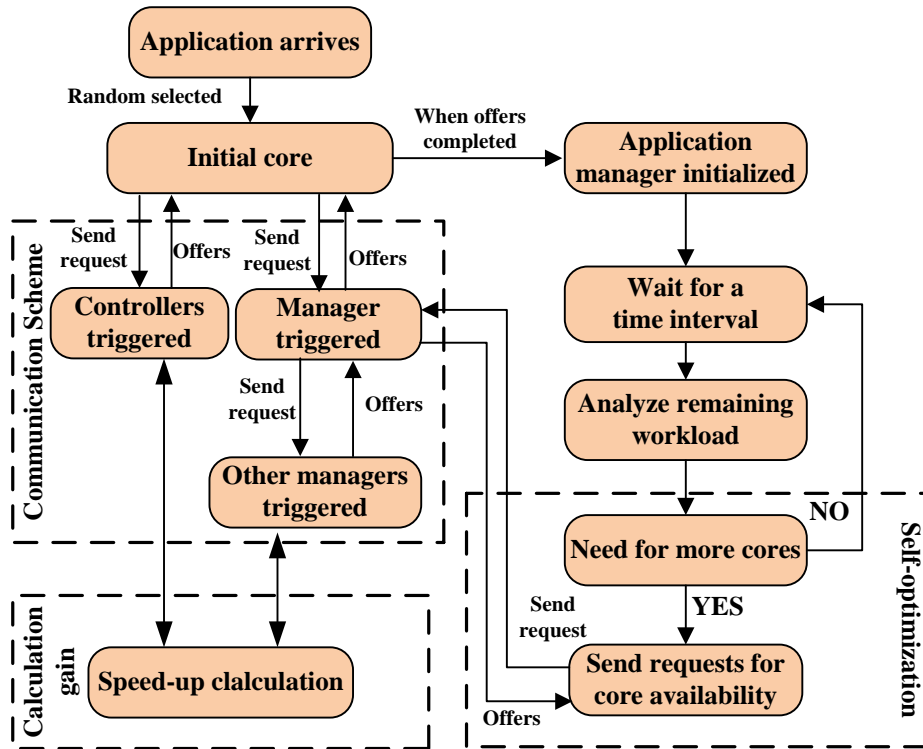 Application arrives
Random selected
Initial core
When offers
completed
Application
manager initialized
Send
request
Offers
Send
request
Offers
Communication Scheme
Controllers
triggered
Manager
triggered
Wait for a
time interval
Send
request
Offers
Analyze remaining
workload
Other managers
triggered
NO
Need for more cores
Self-optimization
YES
Send
request
Calculation
gain
Speed-up clalculation
Send requests for
core availability
Offers